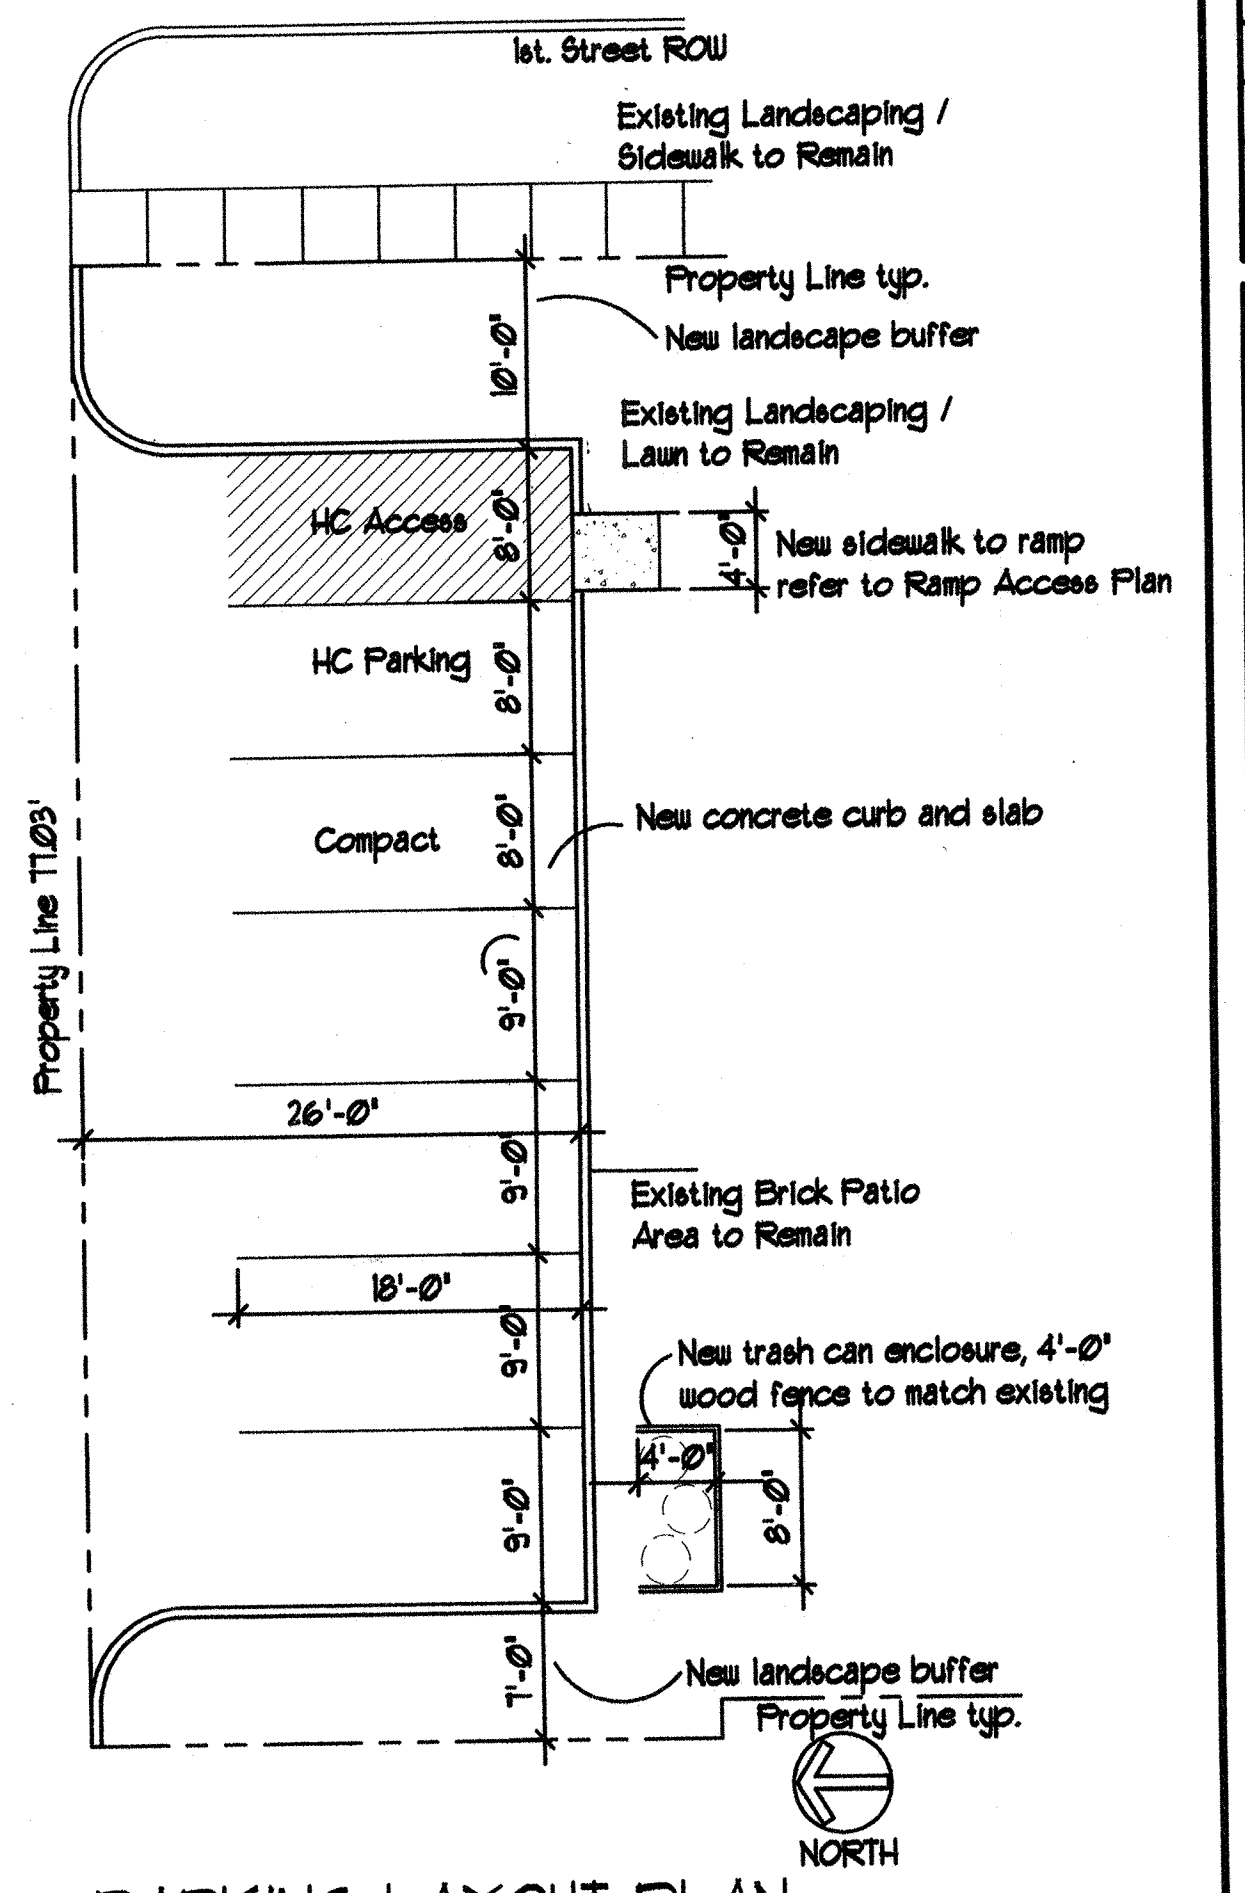 1st. Street ROW
Existing Landscaping /
Sidewalk to Remain
Property Line typ.
New landscape buffer
10'-0"
Existing Landscaping /
Lawn to Remain
HC Access
8'-0"
4'-0"
New sidewalk to ramp
refer to Ramp Access Plan
HC Parking
8'-0"
Property Line 77.03'
Compact
8'-0"
New concrete curb and slab
9'-0"
26'-0"
9'-0"
Existing Brick Patio
Area to Remain
18'-0"
9'-0"
New trash can enclosure, 4'-0"
wood fence to match existing
4'-0"
8'-0"
9'-0"
7'-0"
New landscape buffer
Property Line typ.
NORTH
PARKING LAYOUT PLAN